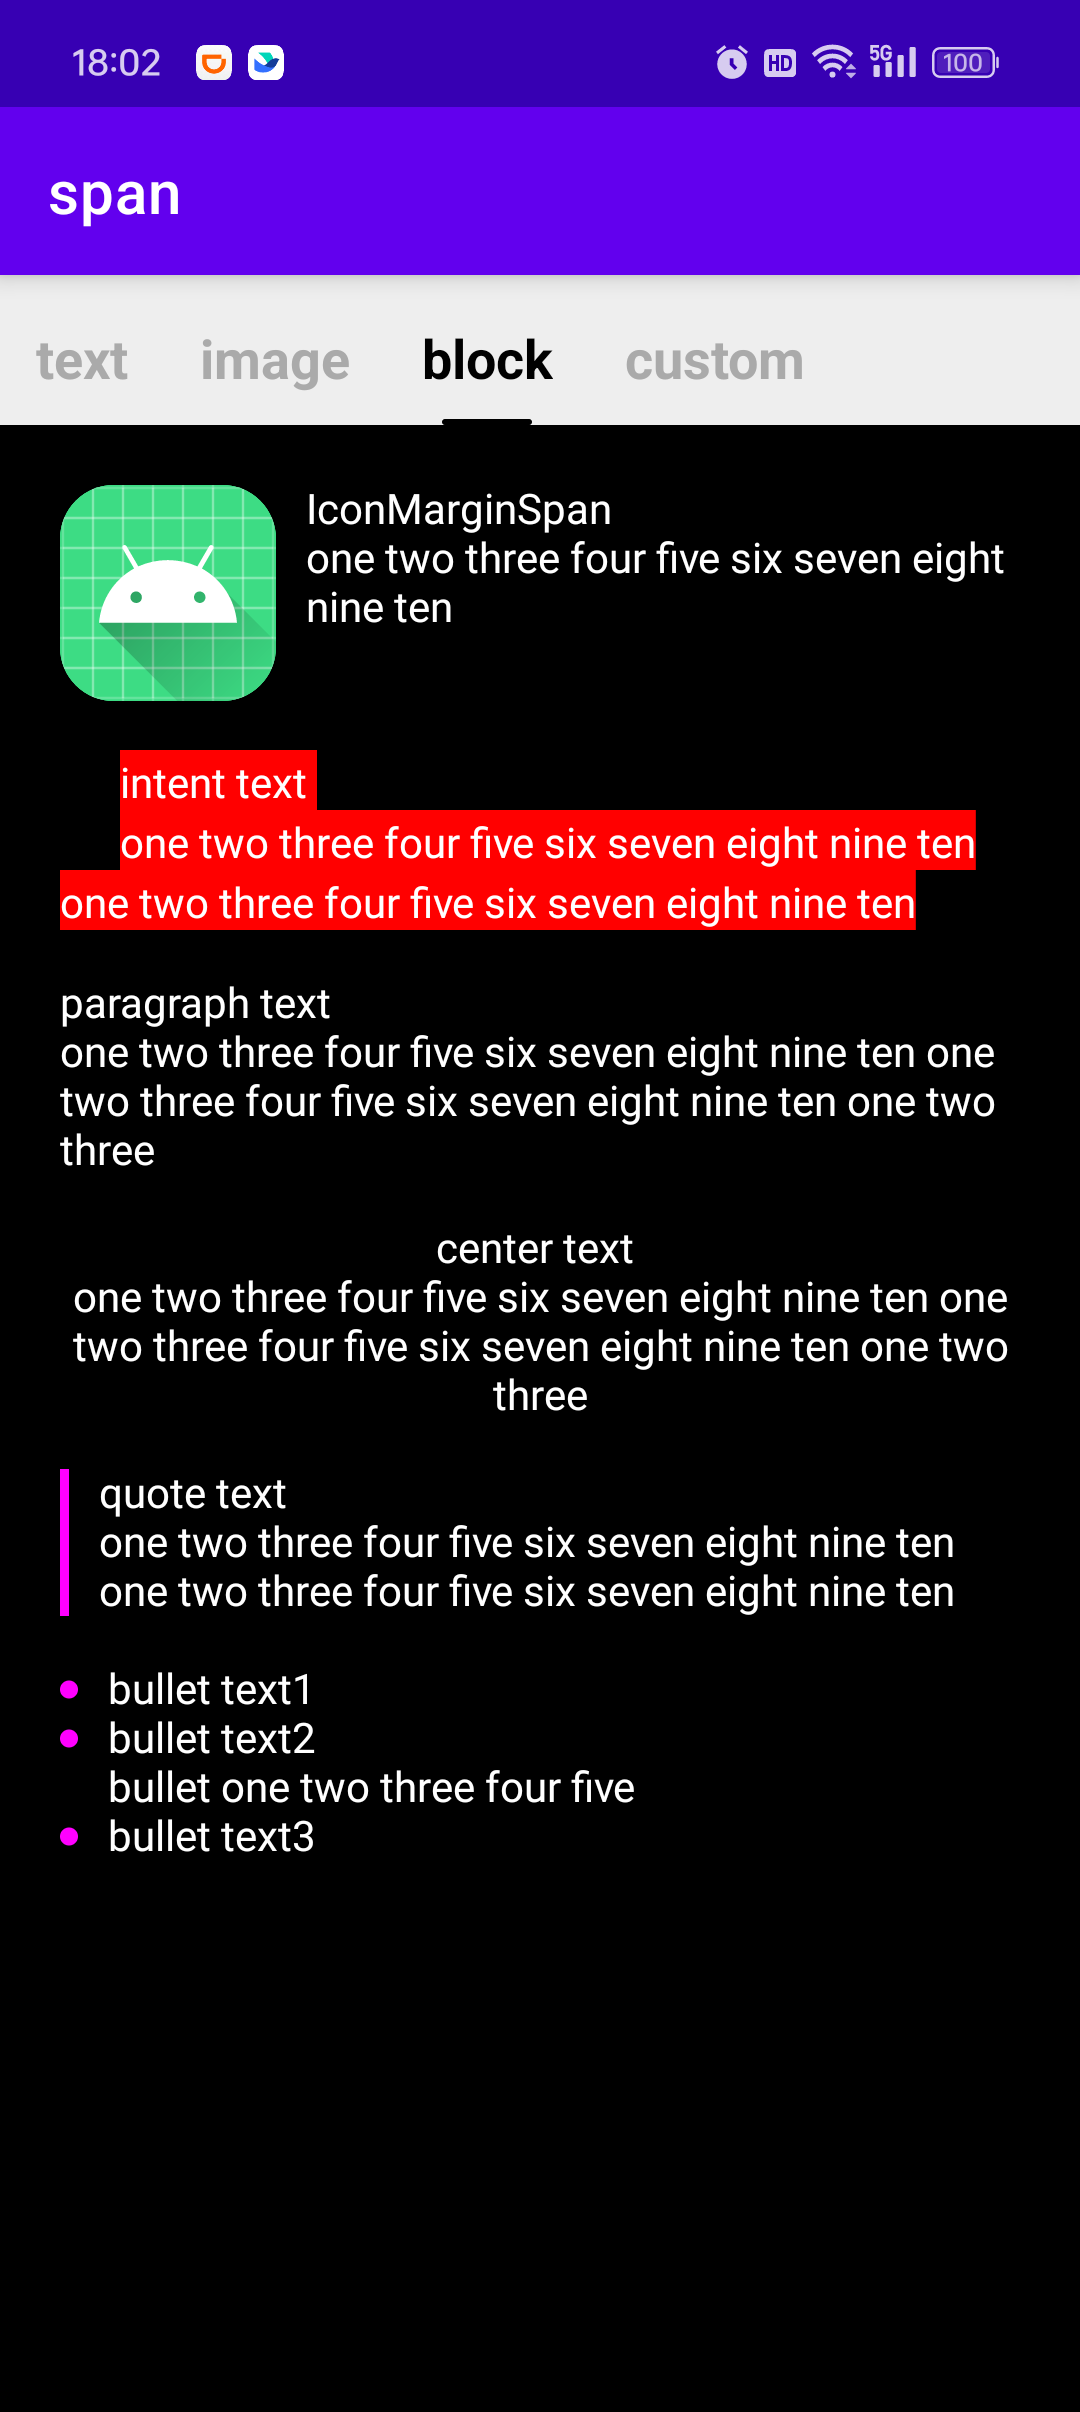 18:02
HD
5G
100
span
text image block custom
IconMarginSpan
one two three four five six seven eight
nine ten
intent text
one two three four five six seven eight nine ten
one two three four five six seven eight nine ten
paragraph text
one two three four five six seven eight nine ten one
two three four five six seven eight nine ten one two
three
center text
one two three four five six seven eight nine ten one
two three four five six seven eight nine ten one two
three
quote text
one two three four five six seven eight nine ten
one two three four five six seven eight nine ten
bullet text1
bullet text2
bullet one two three four five
bullet text3